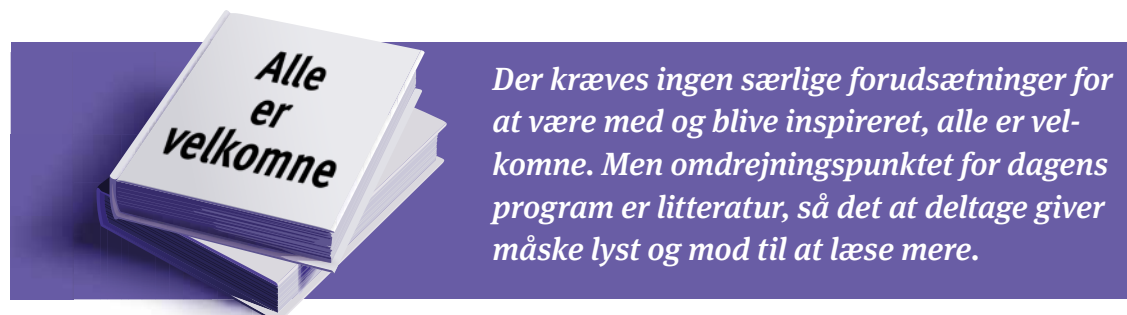 Alle
er
velkomne
Der kræves ingen særlige forudsætninger for
at være med og blive inspireret, alle er vel-
komne. Men omdrejningspunktet for dagens
program er litteratur, så det at deltage giver
måske lyst og mod til at læse mere.